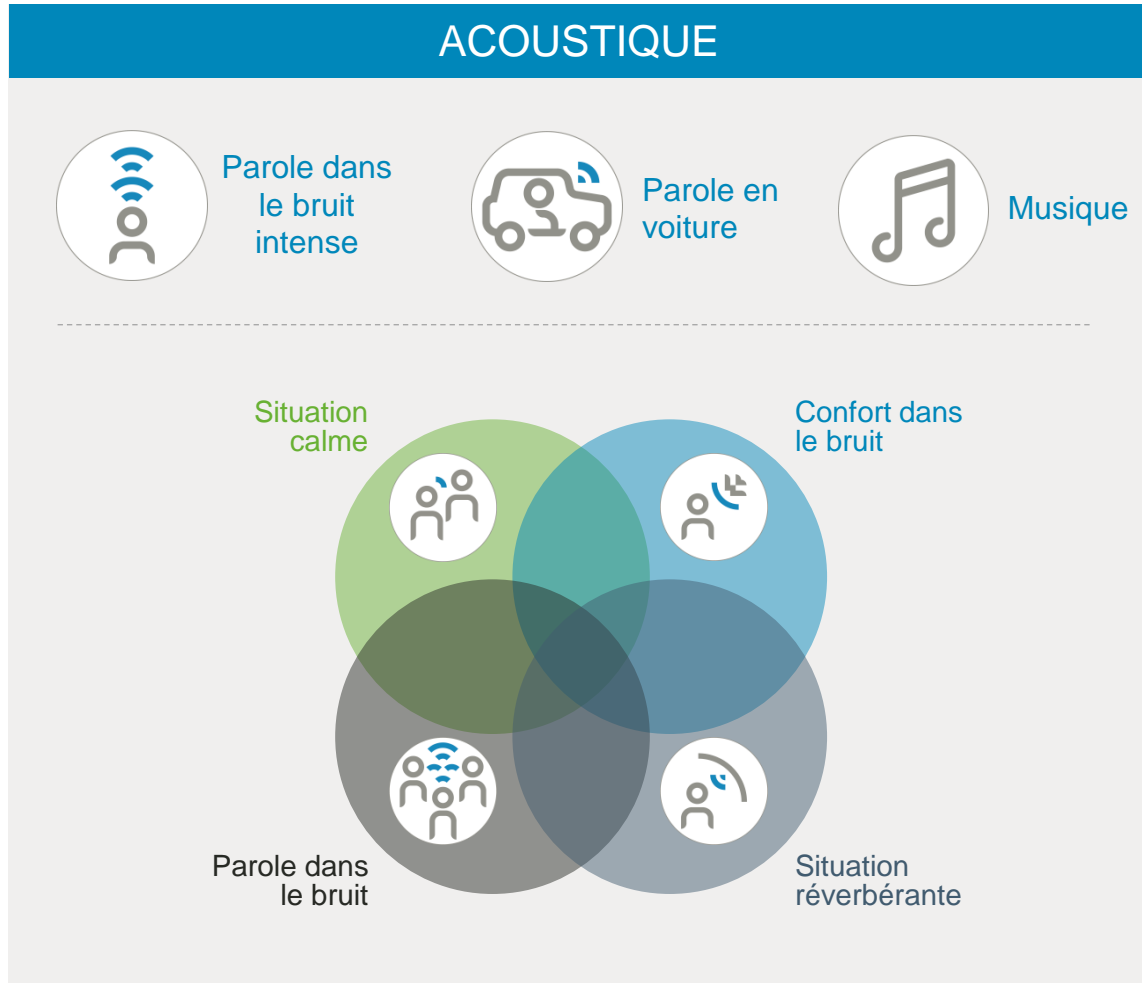 ACOUSTIQUE
Parole dans
le bruit
intense
Parole en
voiture
Musique
Situation
calme
Confort dans
le bruit
Parole dans
le bruit
Situation
réverbérante